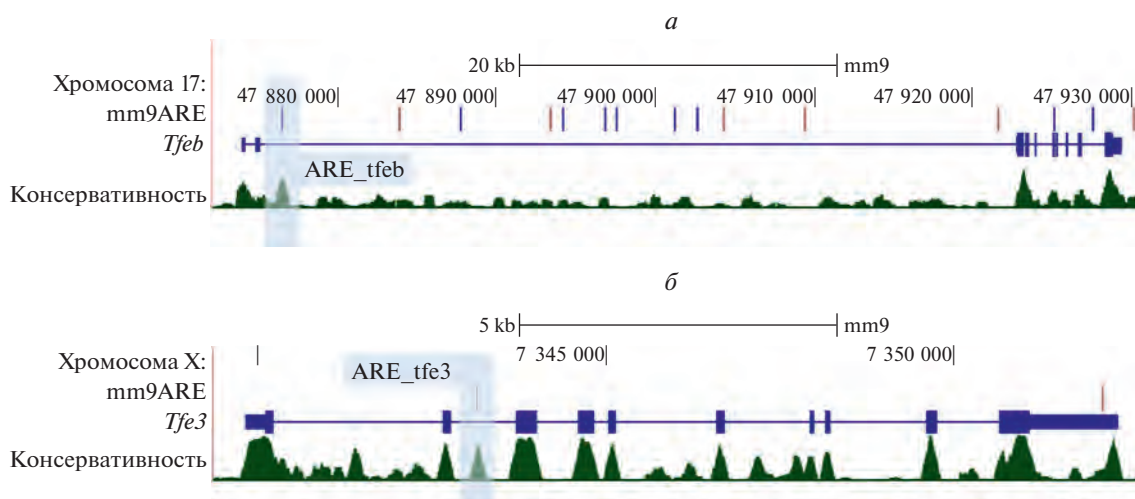 а
20 kb mm9
Хромосома 17: 47 880 000 47 890 000 47 900 000 47 910 000 47 920 000 47 930 000
mm9ARE
Tfeb
ARE_tfeb
Консервативность
б
5 kb mm9
Хромосома X: 7 345 000 7 350 000
ARE_tfe3
mm9ARE
Tfe3
Консервативность